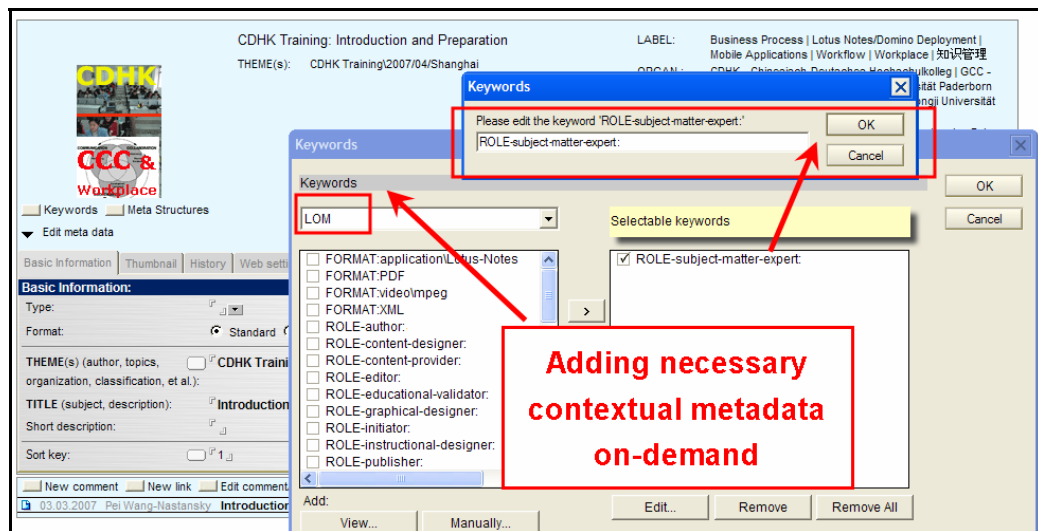 CDHK Training: Introduction and Preparation
THEME(s): CDHK Training\2007/04/Shanghai
LABEL: Business Process | Lotus Notes/Domino Deployment |
Mobile Applications | Workflow | Workplace | 知识管理
CDHK
CCC &
Workplace
Keywords Meta Structures
Edit meta data
Basic Information Thumbnail History Web setti
Basic Information:
Type:
Format: Standard
THEME(s) (author, topics, CDHK Traini
organization, classification, et al.):
TITLE (subject, description): Introduction
Short description:
Sort key: 1
New comment New link Edit comment
03.03.2007 Pei Wang-Nastansky Introduction
Keywords
Please edit the keyword 'ROLE-subject-matter-expert:'
ROLE-subject-matter-expert:
OK
Cancel
ität Paderborn
ongji Universität
Keywords
Keywords
LOM
Selectable keywords
OK
Cancel
FORMAT:application\Lotus-Notes
FORMAT:PDF
FORMAT:video\mpeg
FORMAT:XML
ROLE-author:
ROLE-content-designer:
ROLE-content-provider:
ROLE-editor:
ROLE-educational-validator:
ROLE-graphical-designer:
ROLE-initiator:
ROLE-instructional-designer:
ROLE-publisher:
>
ROLE-subject-matter-expert:
Adding necessary
contextual metadata
on-demand
Add:
View... Manually...
Edit... Remove Remove All